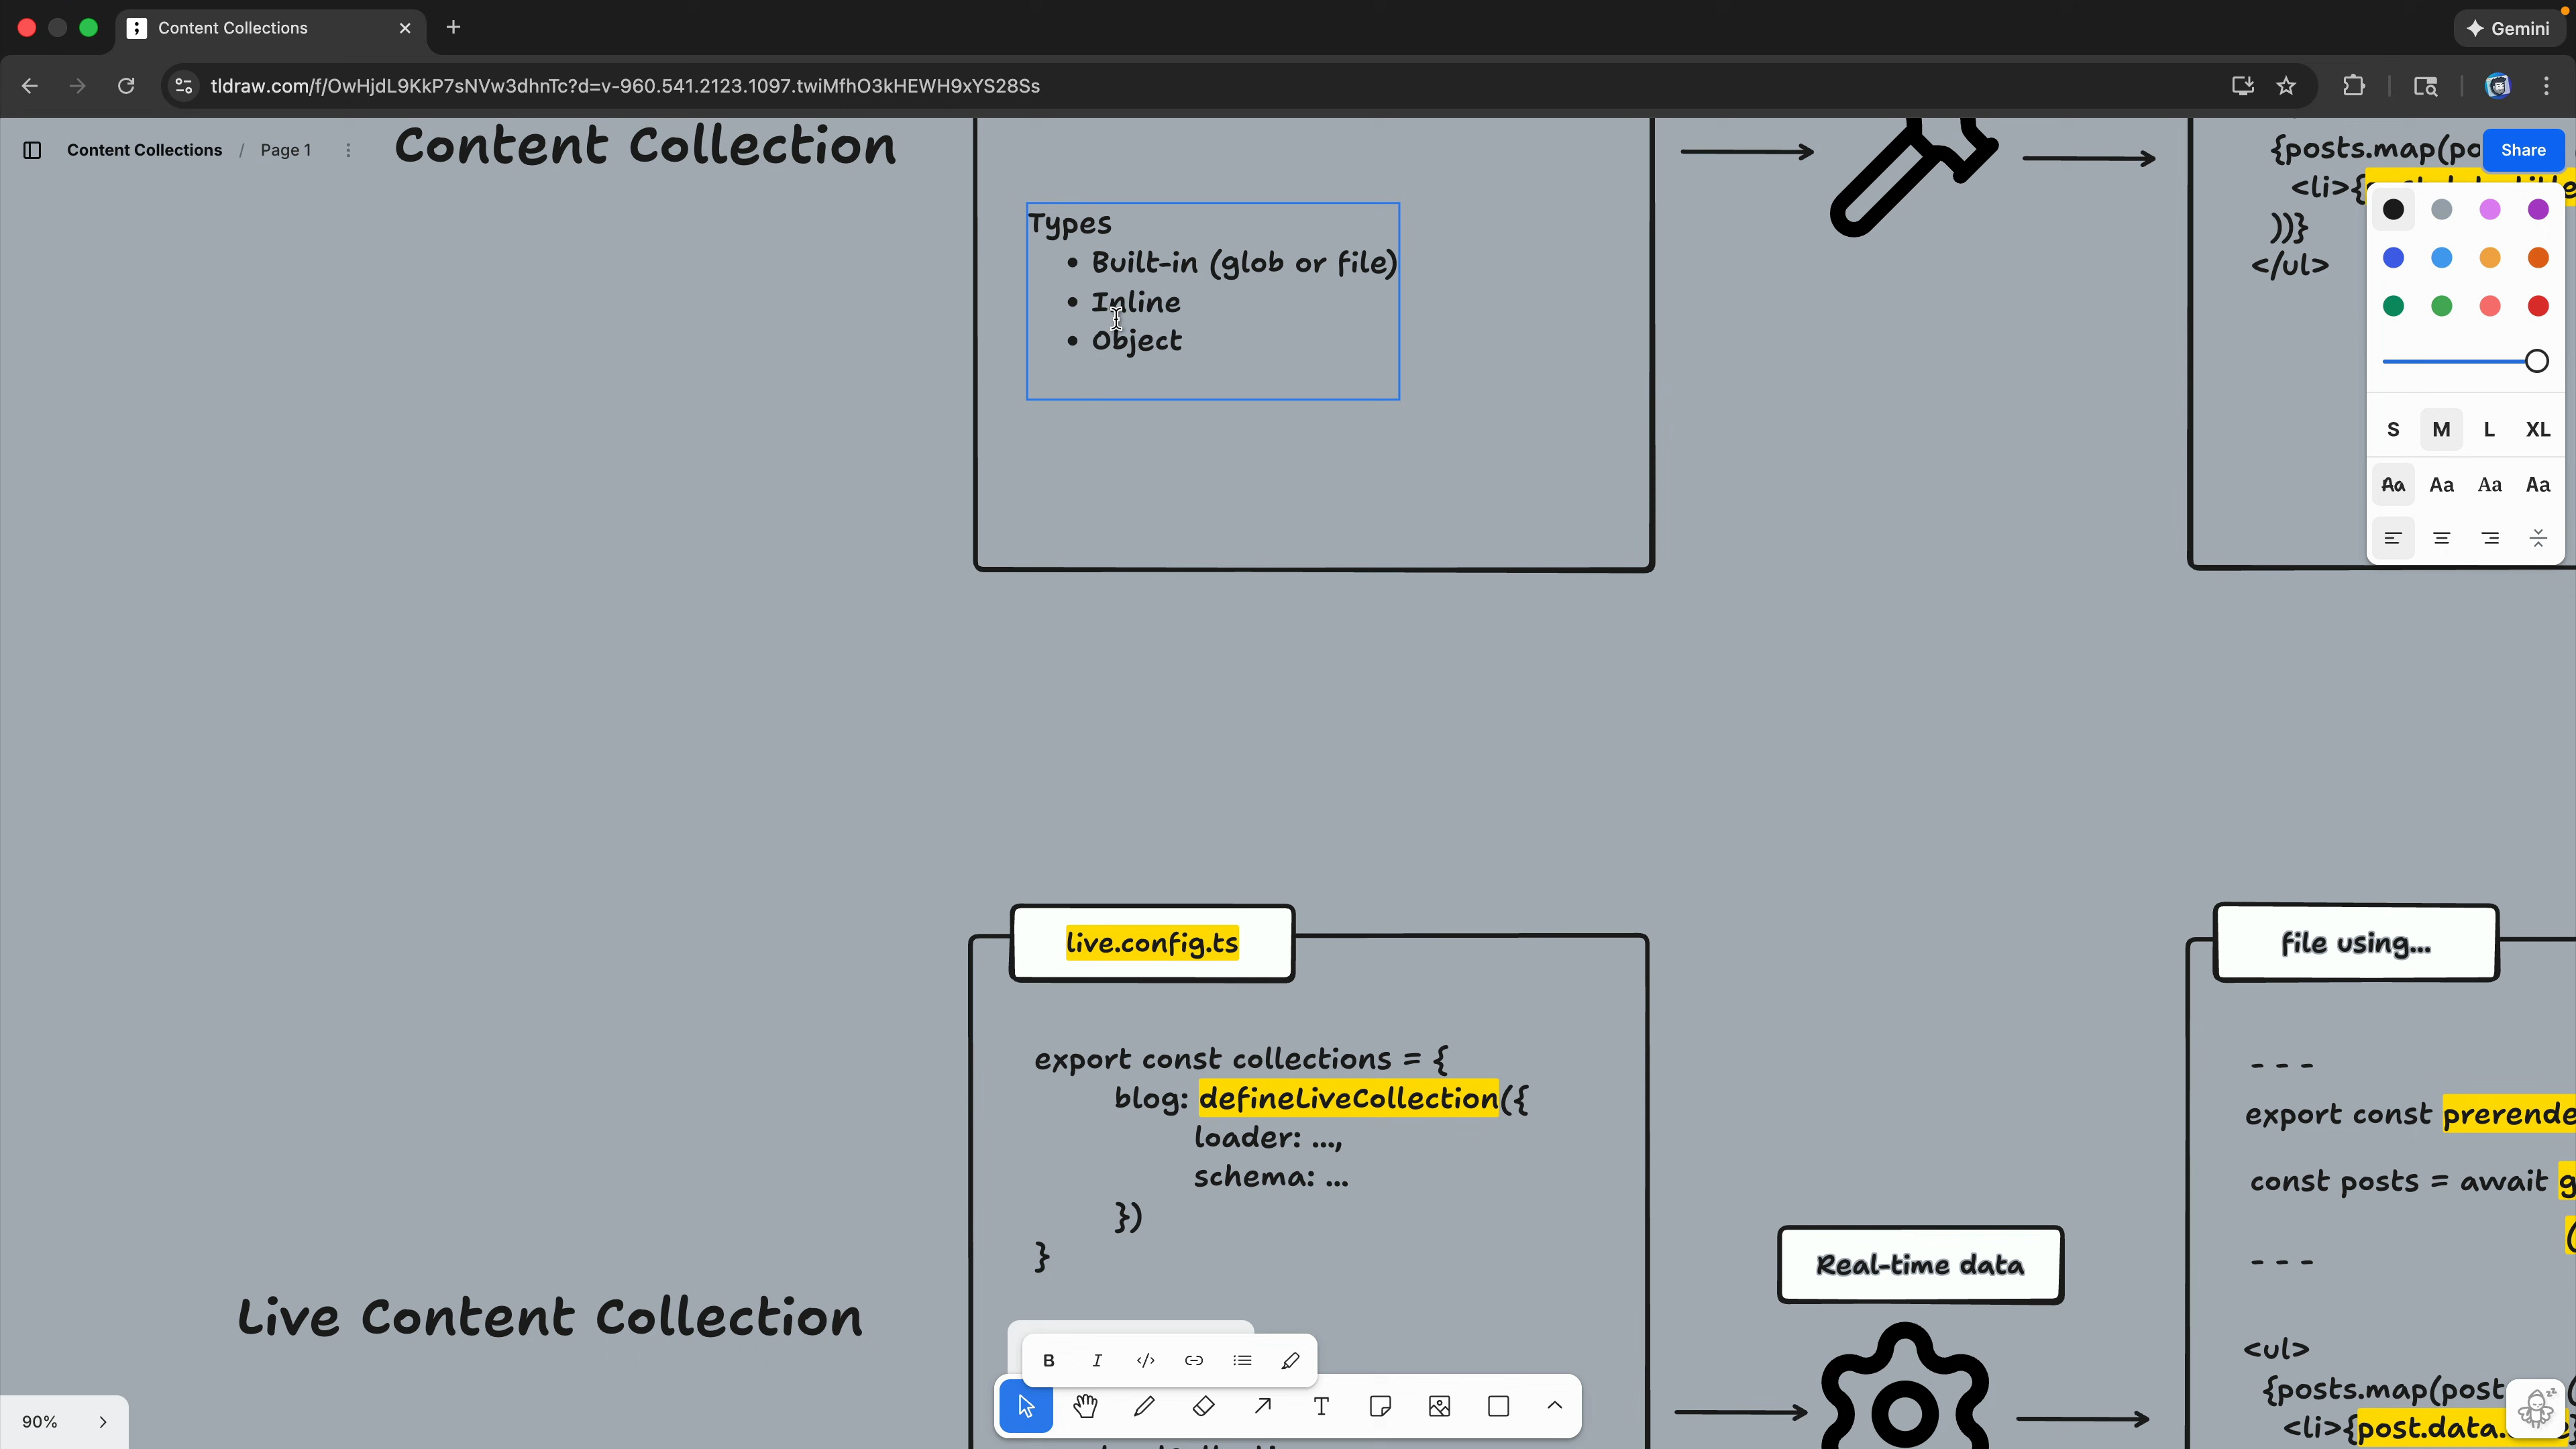 Content Collections
Gemini
tldraw.com/f/OwHjdL9KkP7sNVw3dhnTc?d=v-960.541.2123.1097.twiMfhO3kHEWH9xYS28Ss
Content Collections / Page 1
Share
Content Collection
Types
• Built-in (glob or file)
• Inline
• Object
{posts.map(po
<li>{
))}
</ul>
S M L XL
Aa Aa Aa Aa
live.config.ts
export const collections = {
blog: defineLiveCollection({
loader: ...,
schema: ...
})
}
Live Content Collection
Real-time data
file using...
- - -
export const prerende
const posts = await g
(
- - -
<ul>
{posts.map(post
<li>{post.data.
B I </>
T
90%